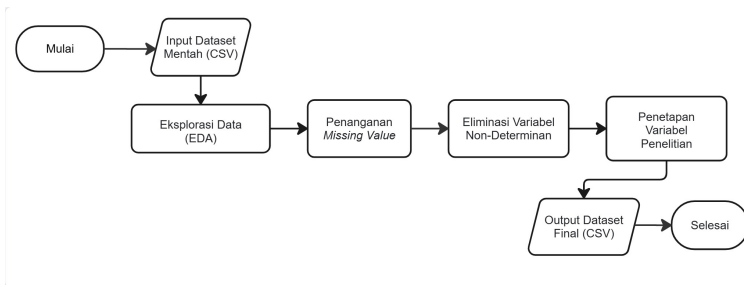 Mulai
Input Dataset
Mentah (CSV)
Eksplorasi Data
(EDA)
Penanganan
Missing Value
Eliminasi Variabel
Non-Determinan
Penetapan
Variabel
Penelitian
Output Dataset
Final (CSV)
Selesai